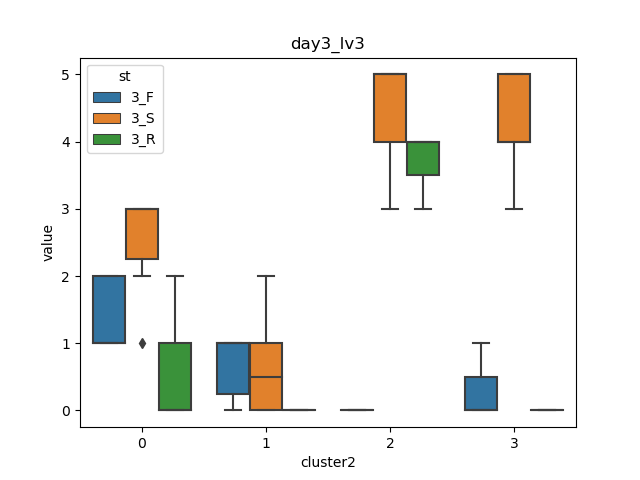 day3_lv3
st
3_F
3_S
3_R
5
4
3
2
1
0
value
0 1 2 3
cluster2